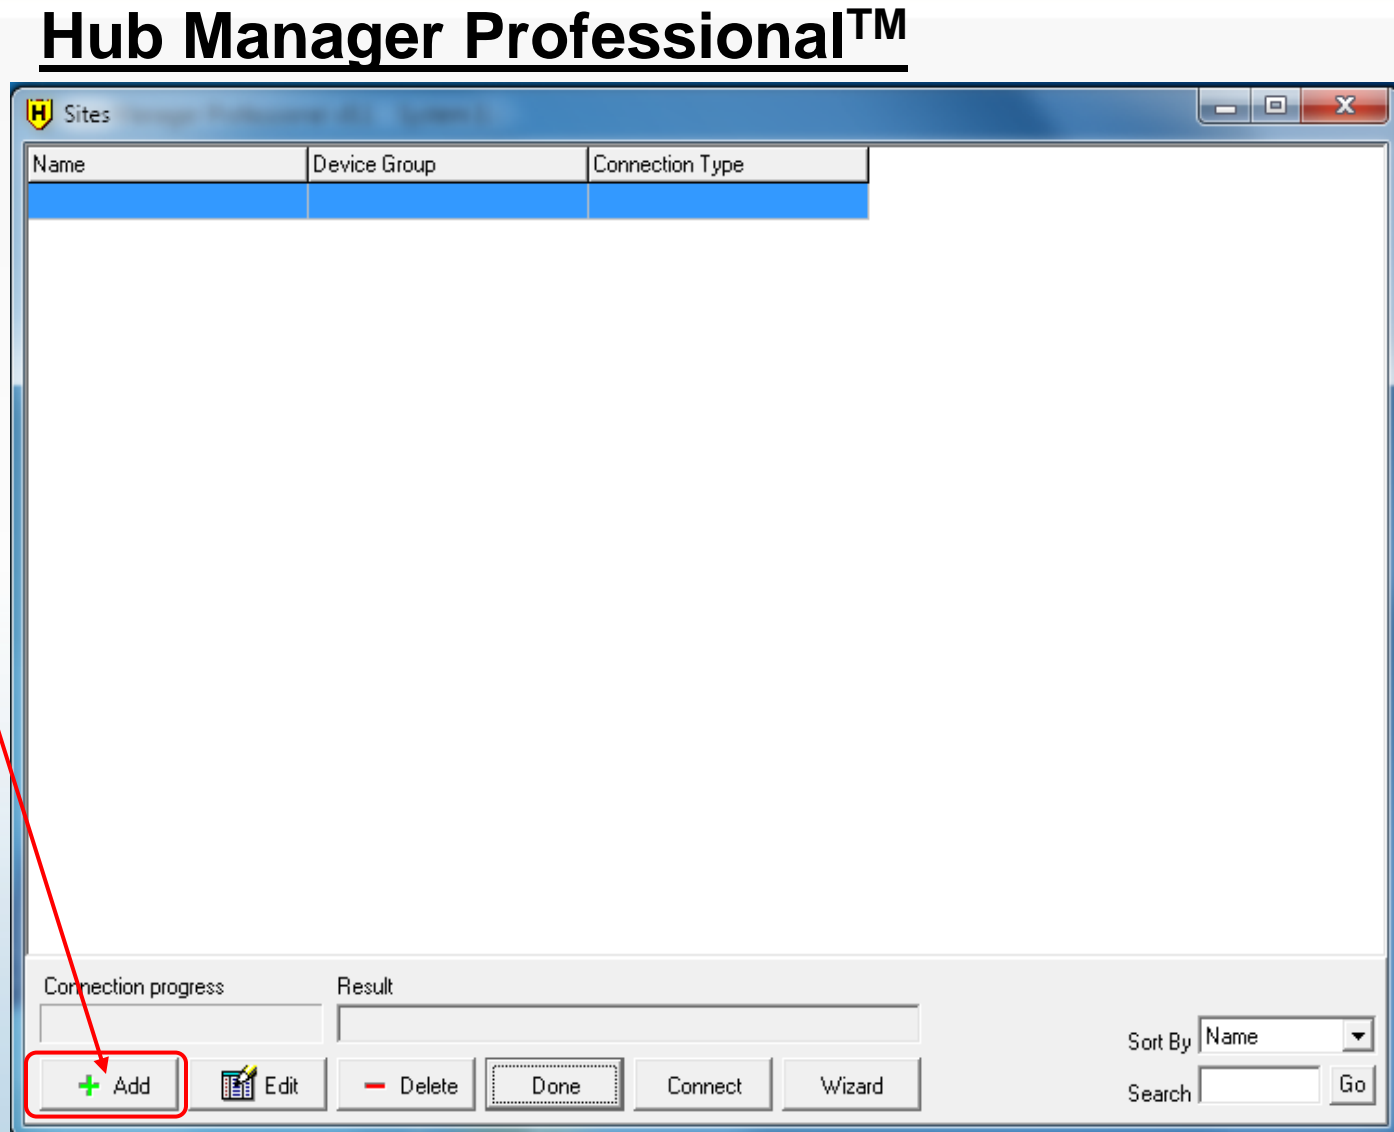 Hub Manager Professional™
H Sites
Name Device Group Connection Type
Connection progress Result
Sort By Name
Add Edit Delete Done Connect Wizard
Search Go